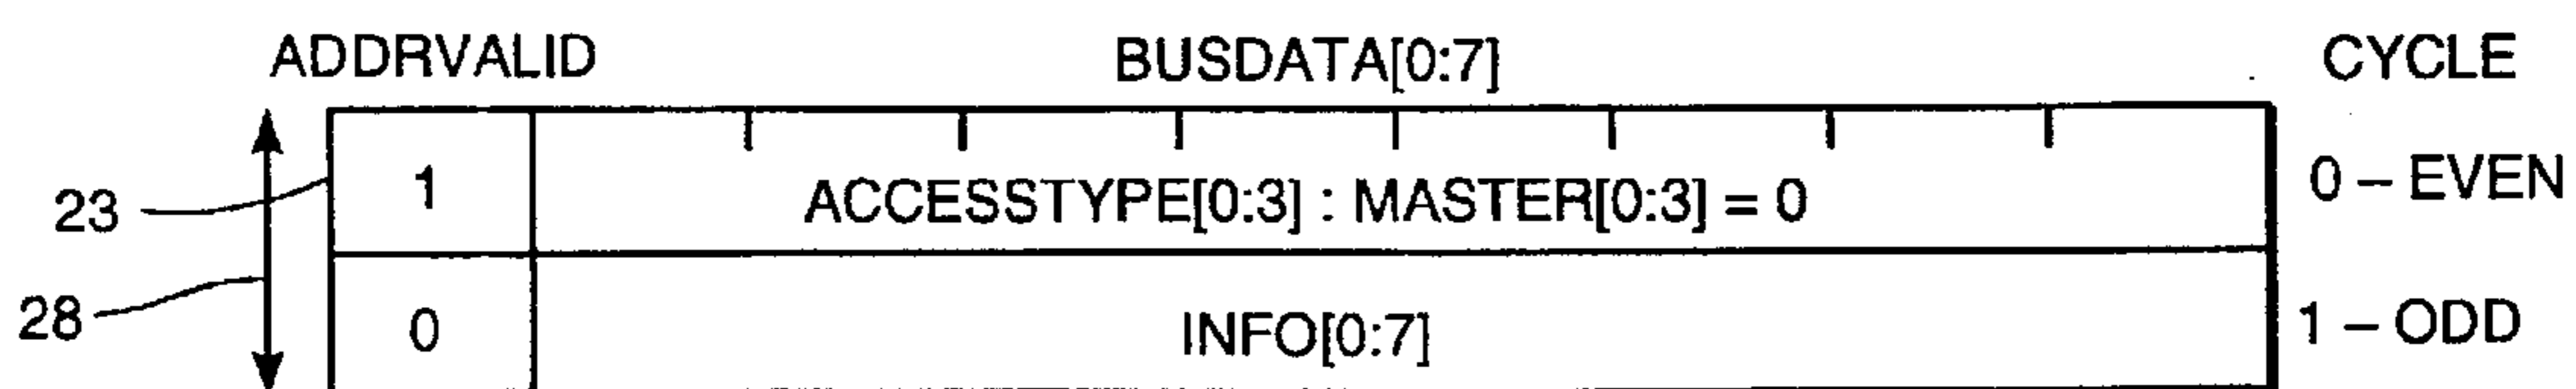 ADDRVALID BUSDATA[0:7] CYCLE
23 1 ACCESSTYPE[0:3] : MASTER[0:3] = 0 0 – EVEN
28 0 INFO[0:7] 1 – ODD